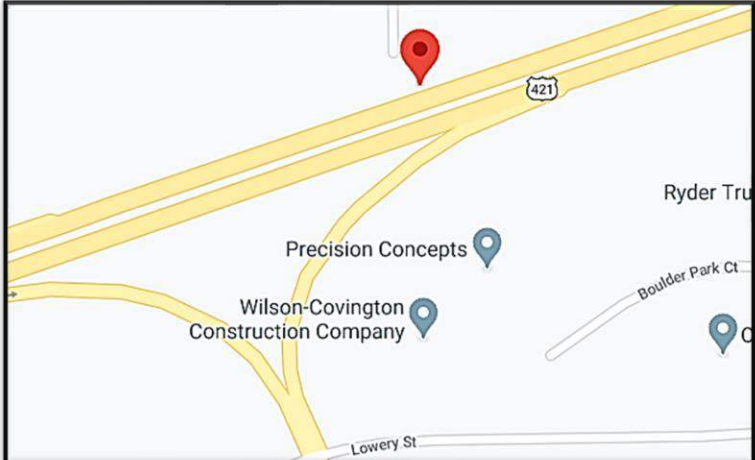 421
Ryder Tru
Precision Concepts
Boulder Park Ct
Wilson-Covington
Construction Company
C
Lowery St